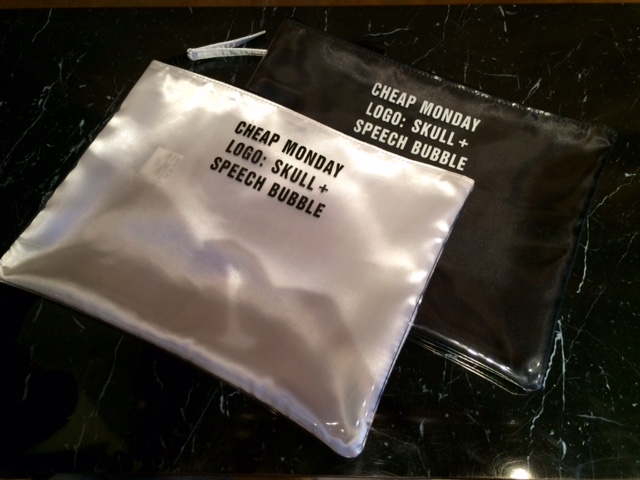 CHEAP MONDAY
LOGO: SKULL +
SPEECH BUBBLE
CHEAP MONDAY
LOGO: SKULL +
SPEECH BUBBLE